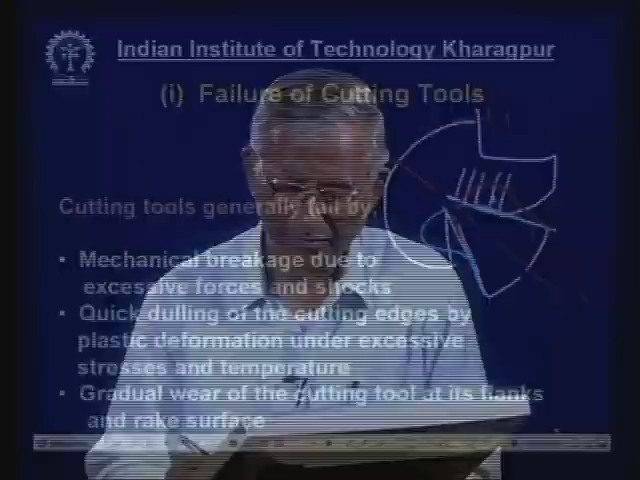 Indian Institute of Technology Kharagpur
(i) Failure of Cutting Tools
Cutting tools generally fail by,
• Mechanical breakage due to
excessive forces and shocks
• Quick dulling of the cutting edges by
plastic deformation under excessive
stresses and temperature
• Gradual wear of the cutting tool at its flanks
and rake surface